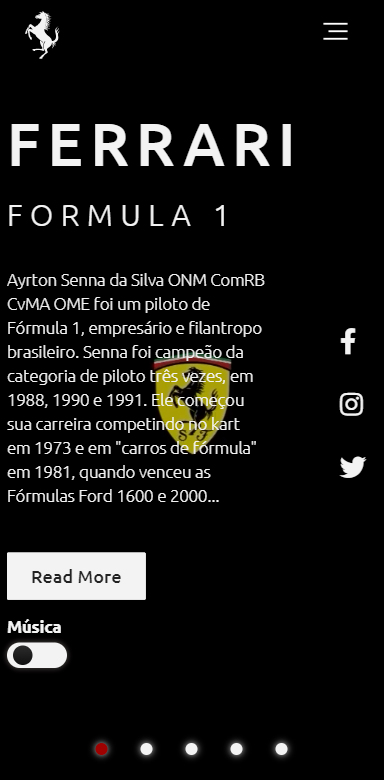 FERRARI
FORMULA 1
Ayrton Senna da Silva ONM ComRB
CvMA OME foi um piloto de
Fórmula 1, empresário e filantropo
brasileiro. Senna foi campeão da
categoria de piloto três vezes, em
1988, 1990 e 1991. Ele começou
sua carreira competindo no kart
em 1973 e em "carros de fórmula"
em 1981, quando venceu as
Fórmulas Ford 1600 e 2000...
Read More
Música
S F